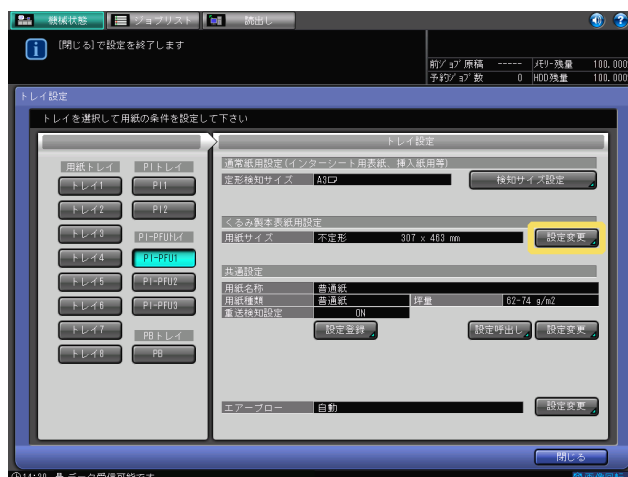 機械状態 ジョブリスト 読出し
[閉じる]で設定を終了します
前ｼﾞｮﾌﾞ原稿 ----- ﾒﾓﾘｰ残量 100.000
予約ｼﾞｮﾌﾞ数 0 HDD残量 100.000
トレイ設定
トレイを選択して用紙の条件を設定して下さい
トレイ設定
用紙トレイ PIトレイ
通常紙用設定(インターシート用表紙、挿入紙用等)
トレイ1 PI1
定形検知サイズ A3 検知サイズ設定
トレイ2 PI2
くるみ製本表紙用設定
トレイ3 PI-PFUﾄﾚｲ
用紙サイズ 不定形 307 x 463 mm 設定変更
トレイ4 PI-PFU1
共通設定
トレイ5 PI-PFU2
用紙名称 普通紙
用紙種類 普通紙 坪量 62-74 g/m2
トレイ6 PI-PFU3
重送検知設定 ON
設定登録 設定呼出し 設定変更
トレイ7 PBトレイ
トレイ8 PB
エアーブロー 自動 設定変更
閉じる
14:20 データ受信可能です 画像回転